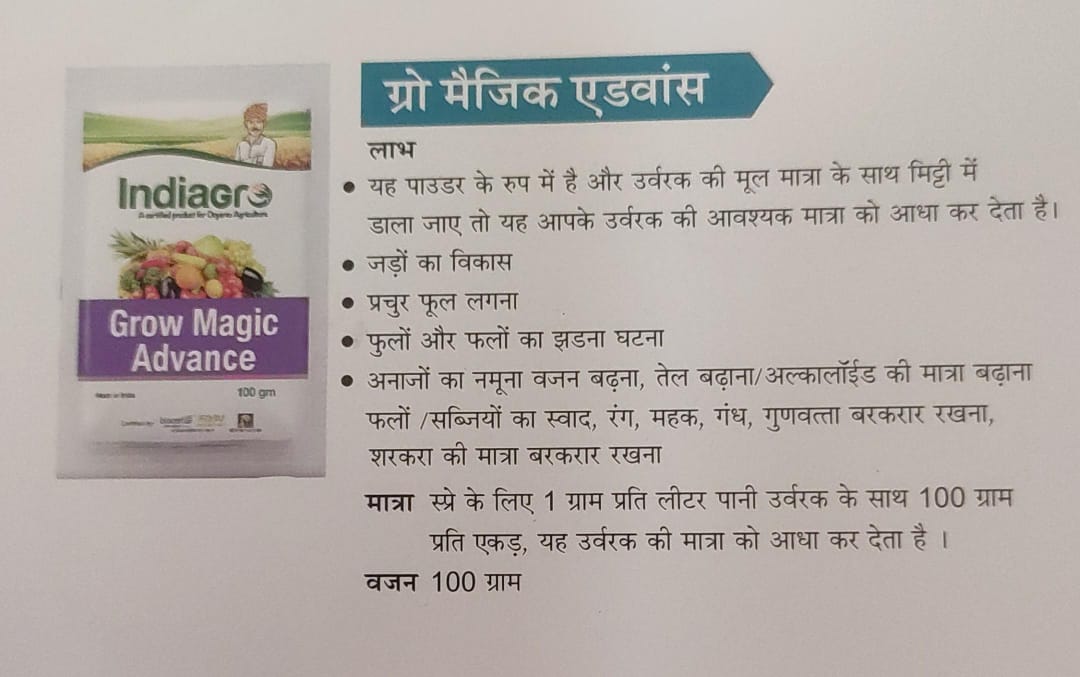 ग्रो मैजिक एडवांस
लाभ
• यह पाउडर के रुप में है और उर्वरक की मूल मात्रा के साथ मिट्टी में
डाला जाए तो यह आपके उर्वरक की आवश्यक मात्रा को आधा कर देता है।
• जड़ों का विकास
• प्रचुर फूल लगना
• फुलों और फलों का झडना घटना
• अनाजों का नमूना वजन बढ़ना, तेल बढ़ाना/अल्कालॉईड की मात्रा बढ़ाना
फलों /सब्जियों का स्वाद, रंग, महक, गंध, गुणवत्ता बरकरार रखना,
शरकरा की मात्रा बरकरार रखना
मात्रा स्प्रे के लिए 1 ग्राम प्रति लीटर पानी उर्वरक के साथ 100 ग्राम
प्रति एकड़, यह उर्वरक की मात्रा को आधा कर देता है ।
वजन 100 ग्राम
Indiagro
A certified product for Organic Agriculture
Grow Magic
Advance
Made in India
100 gm